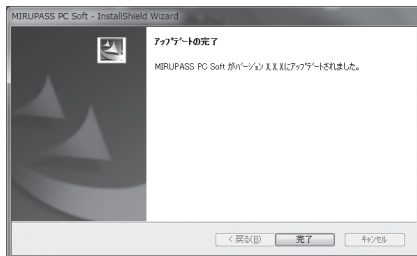 MIRUPASS PC Soft - InstallShield Wizard
ｱｯﾌﾟﾃﾞｰﾄの完了
MIRUPASS PC Soft がﾊﾞｰｼﾞｮﾝ X.X.Xにｱｯﾌﾟﾃﾞｰﾄされました。
< 戻る(B)
完了
ｷｬﾝｾﾙ